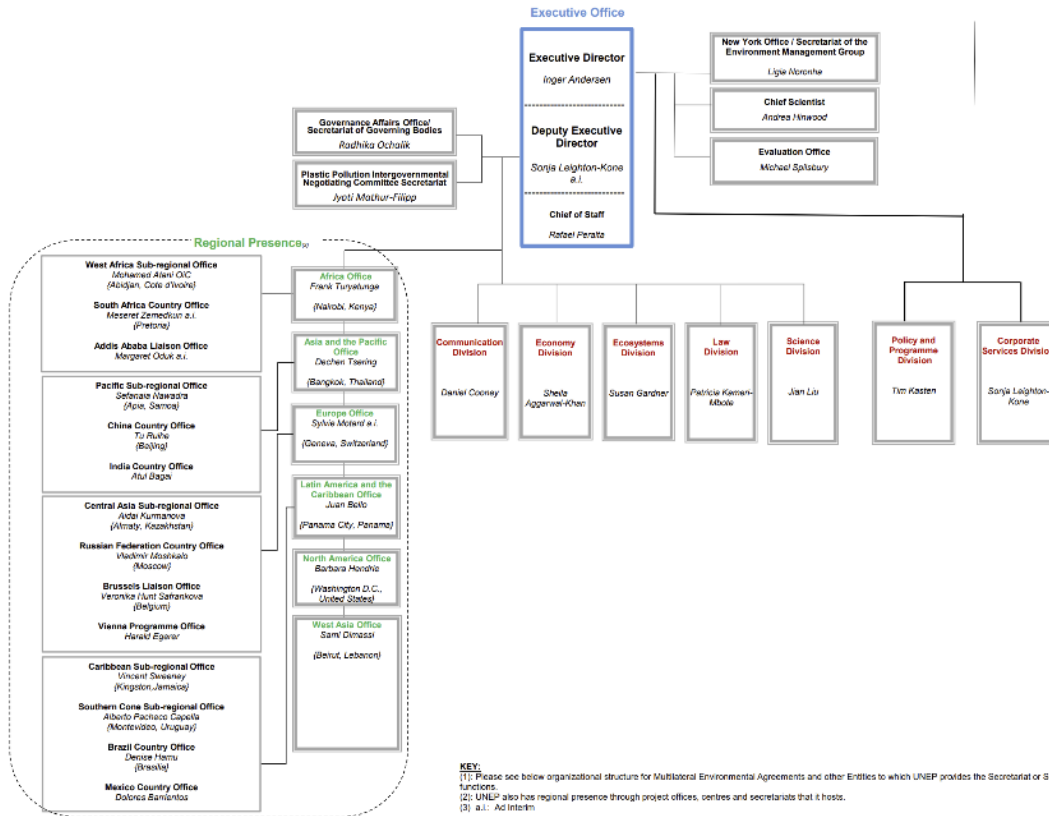 Executive Office
Executive Director
Inger Andersen
Deputy Executive
Director
Sonja Leighton-Kone
a.i.
Chief of Staff
Rafael Peralta
New York Office / Secretariat of the
Environment Management Group
Ligia Noronha
Chief Scientist
Andrea Hinwood
Evaluation Office
Michael Spilsbury
Governance Affairs Office/
Secretariat of Governing Bodies
Radhika Ochalik
Plastic Pollution Intergovernmental
Negotiating Committee Secretariat
Jyoti Mathur-Filipp
Regional Presence
West Africa Sub-regional Office
Mohamed Atani OIC
(Abidjan, Cote d'Ivoire)
South Africa Country Office
Meseret Zemedkun a.i.
(Pretoria)
Addis Ababa Liaison Office
Margaret Oduk a.i.
Pacific Sub-regional Office
Sefanaia Nawadra
(Apia, Samoa)
China Country Office
Tu Ruihe
(Beijing)
India Country Office
Atul Bagai
Central Asia Sub-regional Office
Aidai Kurmanova
(Almaty, Kazakhstan)
Russian Federation Country Office
Vladimir Moshkalo
(Moscow)
Brussels Liaison Office
Veronika Hunt Safrankova
(Belgium)
Vienna Programme Office
Harald Egerer
Caribbean Sub-regional Office
Vincent Sweeney
(Kingston,Jamaica)
Southern Cone Sub-regional Office
Alberto Pacheco Capella
(Montevideo, Uruguay)
Brazil Country Office
Denise Hamu
(Brasilia)
Mexico Country Office
Dolores Barrientos
Africa Office
Frank Turyatunga
(Nairobi, Kenya)
Asia and the Pacific
Office
Dechen Tsering
(Bangkok, Thailand)
Europe Office
Sylvie Motard a.i.
(Geneva, Switzerland)
Latin America and the
Caribbean Office
Juan Bello
(Panama City, Panama)
North America Office
Barbara Hendrie
(Washington D.C.,
United States)
West Asia Office
Sami Dimassi
(Beirut, Lebanon)
Communication
Division
Daniel Cooney
Economy
Division
Sheila
Aggarwal-Khan
Ecosystems
Division
Susan Gardner
Law
Division
Patricia Kameri-
Mbote
Science
Division
Jian Liu
Policy and
Programme
Division
Tim Kasten
Corporate
Services Divisio
Sonja Leighton-
Kone
KEY:
(1): Please see below organizational structure for Multilateral Environmental Agreements and other Entities to which UNEP provides the Secretariat or S
functions.
(2): UNEP also has regional presence through project offices, centres and secretariats that it hosts.
(3) a.i.: Ad Interim